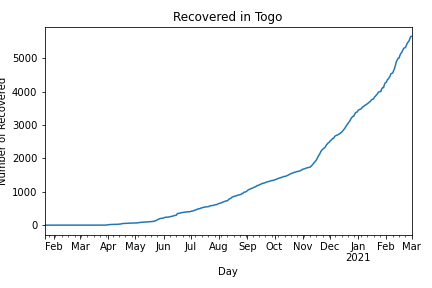 Recovered in Togo
Number of Recovered
5000
4000
3000
2000
1000
0
Feb Mar Apr May Jun Jul Aug Sep Oct Nov Dec Jan Feb Mar
2021
Day